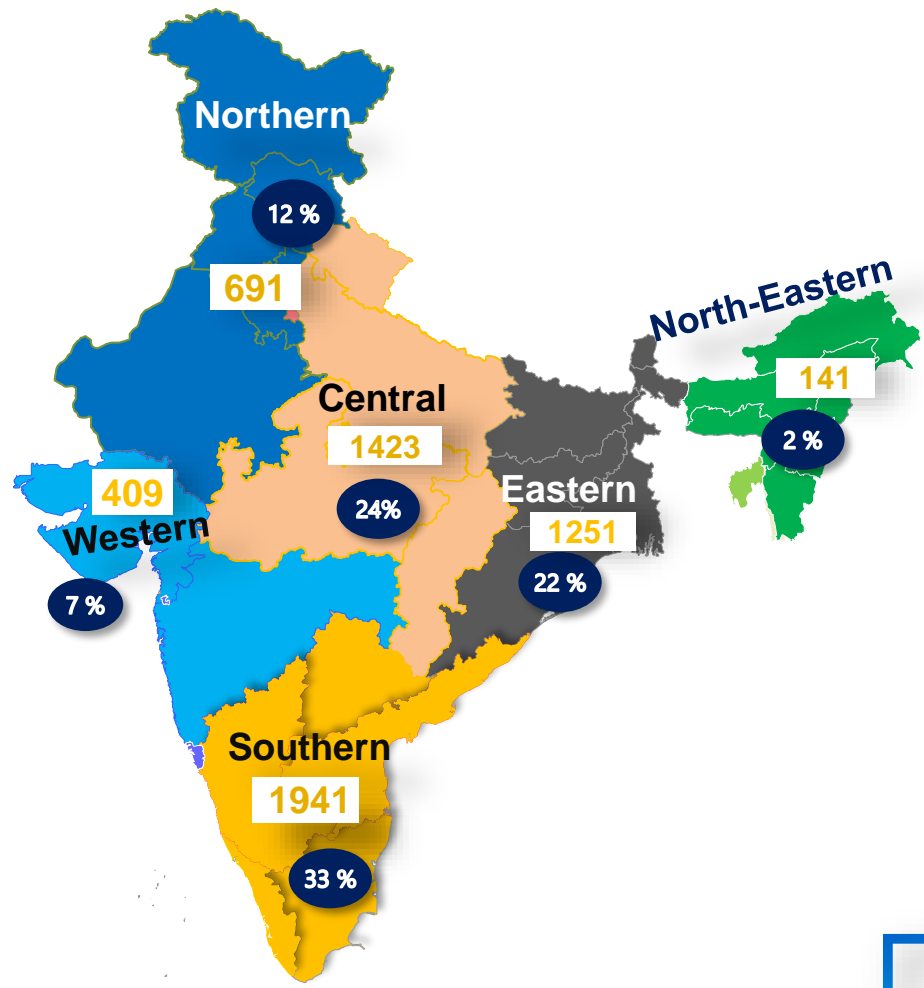 Northern
12 %
691
North-Eastern
141
2 %
Central
1423
24%
409
Western
7 %
Eastern
1251
22 %
Southern
1941
33 %